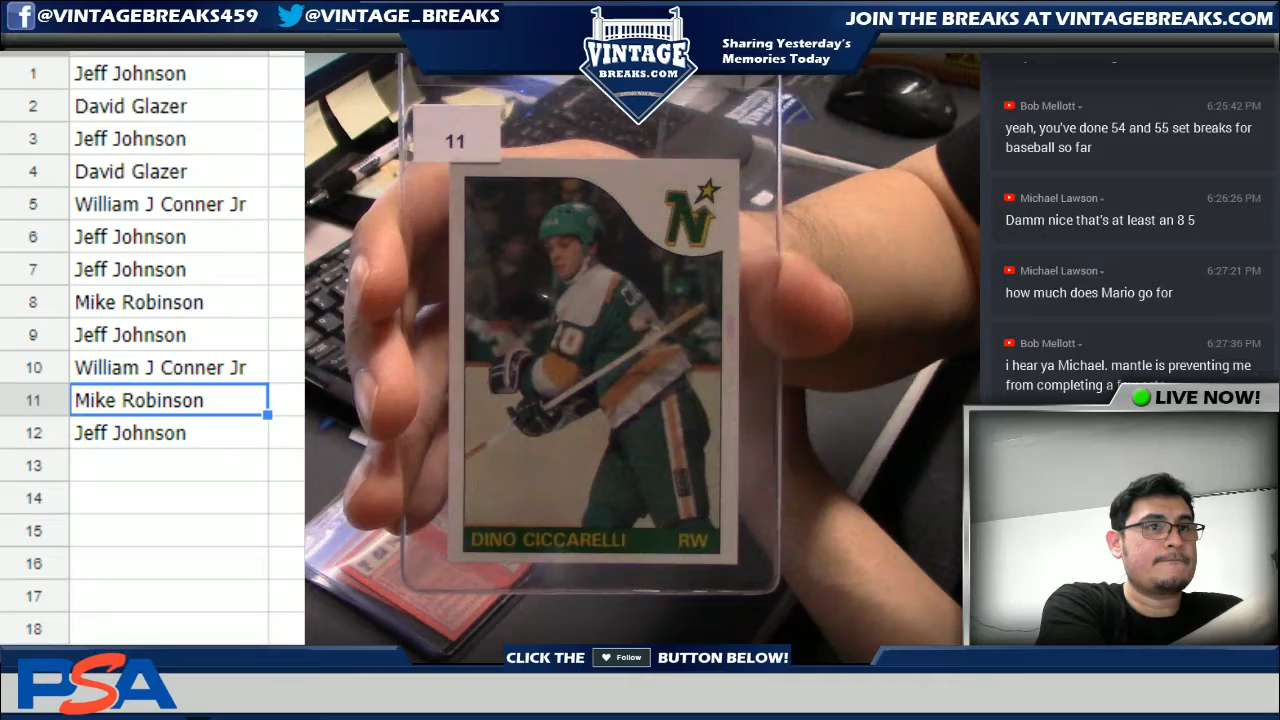 @VINTAGEBREAKS459
@VINTAGE_BREAKS
VINTAGE
BREAKS.COM
Sharing Yesterday's
Memories Today
JOIN THE BREAKS AT VINTAGEBREAKS.COM
1 Jeff Johnson
2 David Glazer
3 Jeff Johnson
4 David Glazer
5 William J Conner Jr
6 Jeff Johnson
7 Jeff Johnson
8 Mike Robinson
9 Jeff Johnson
10 William J Conner Jr
11 Mike Robinson
12 Jeff Johnson
13
14
15
16
17
18
11
N
DINO CICCARELLI RW
Bob Mellott 6:25:42 PM
yeah, you've done 54 and 55 set breaks for
baseball so far
Michael Lawson 6:26:26 PM
Damm nice that's at least an 8 5
Michael Lawson 6:27:21 PM
how much does Mario go for
Bob Mellott 6:27:36 PM
i hear ya Michael. mantle is preventing me
from completing a
LIVE NOW!
CLICK THE Follow BUTTON BELOW!
PSA